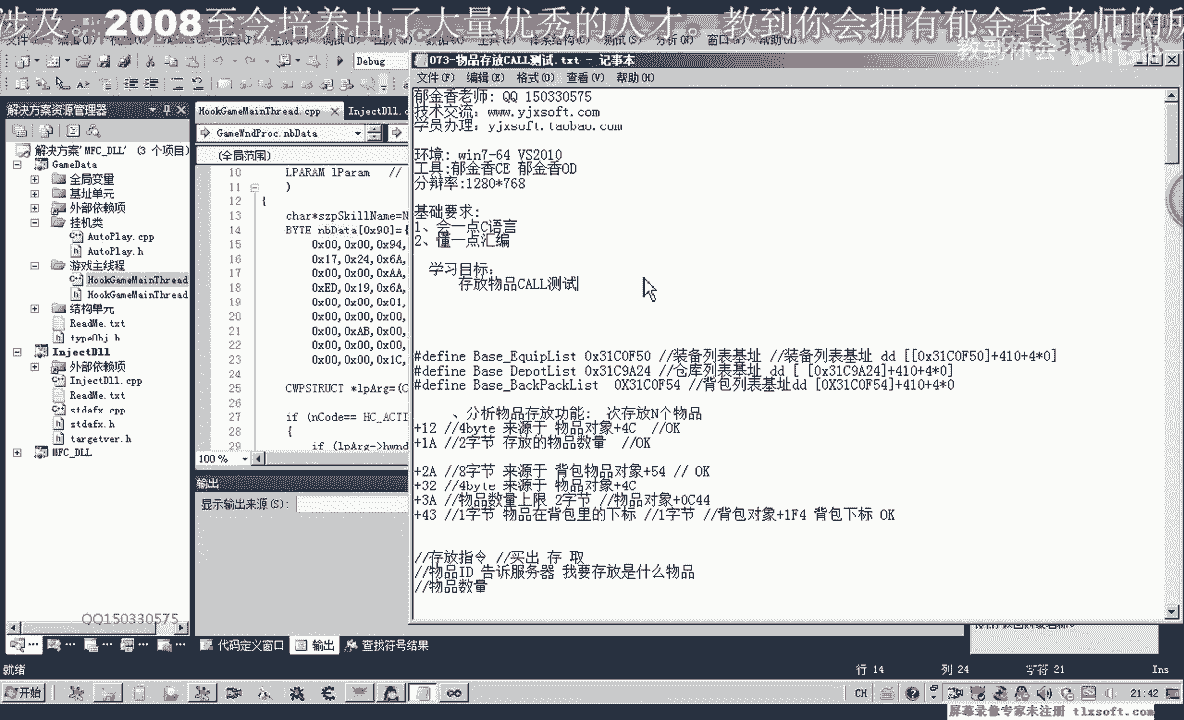 涉及。2008至今培养出了大量优秀的人才。教到你会拥有郁金香老师的所
教到你会
Debug
073-物品存放CALL测试.txt - 记事本
文件(F) 编辑(E) 格式(O) 查看(V) 帮助(H)
郁金香老师: QQ 150330575
技术交流: www.yjxsoft.com
学员办理: yjxsoft.taobao.com
环境: win7-64 VS2010
工具:郁金香CE 郁金香OD
分辩率:1280*768
基础要求:
1、会一点C语言
2、懂一点汇编
学习目标:
存放物品CALL测试
#define Base_EquipList 0x31C0F50 //装备列表基址 //装备列表基址 dd [[0x31C0F50]+410+4*0]
#define Base_DepotList 0x31C9A24 //仓库列表基址 dd [ [0x31C9A24]+410+4*0]
#define Base_BackPackList  0X31C0F54 //背包列表基址dd [0X31C0F54]+410+4*0
、分析物品存放功能: 次存放N个物品
+12 //4byte 来源于 物品对象+4C  //OK
+1A //2字节 存放的物品数量  //OK
+2A //8字节 来源于 背包物品对象+54 // OK
+32 //4byte 来源于 物品对象+4C
+3A //物品数量上限 2字节 //物品对象+0C44
+43 //1字节 物品在背包里的下标 //1字节 //背包对象+1F4 背包下标 OK
//存放指令 //买出 存 取
//物品ID 告诉服务器 我要存放是什么物品
//物品数量
解决方案资源管理器
解决方案'MFC_DLL' (3 个项目)
GameData
全局变量
基址单元
外部依赖项
挂机类
AutoPlay.cpp
AutoPlay.h
游戏主线程
HookGameMainThread
HookGameMainThread
结构单元
ReadMe.txt
typeObj.h
InjectDll
外部依赖项
InjectDll.cpp
ReadMe.txt
stdafx.cpp
stdafx.h
targetver.h
MFC_DLL
QQ150330575
HookGameMainThread.cpp InjectDll.c
GameWndProc.nbData
(全局范围)
10 LPARAM lParam //
11 )
12 {
13 char*szpSkillName=N
14 BYTE nbData[0x90]={
15 0x00,0x00,0x94,
16 0x17,0x24,0x6A,
17 0x00,0x00,0xAA,
18 0xED,0x19,0x6A,
19 0x00,0x00,0x01,
20 0x00,0x00,0x00,
21 0x00,0xAB,0x00,
22 0x00,0x00,0x00,
23 0x00,0x00,0x1C,
24
25 CWPSTRUCT *lpArg=(C
26
27 if (nCode== HC_ACTI
28 {
29 if (lpArg->hwnd
100 %
输出
显示输出来源(S):
代码定义窗口 输出 查找符号结果
就绪
行 14 列 24 字符 21 Ins
开始
CH
21:42
屏幕录像专家未注册 tlxsoft.com